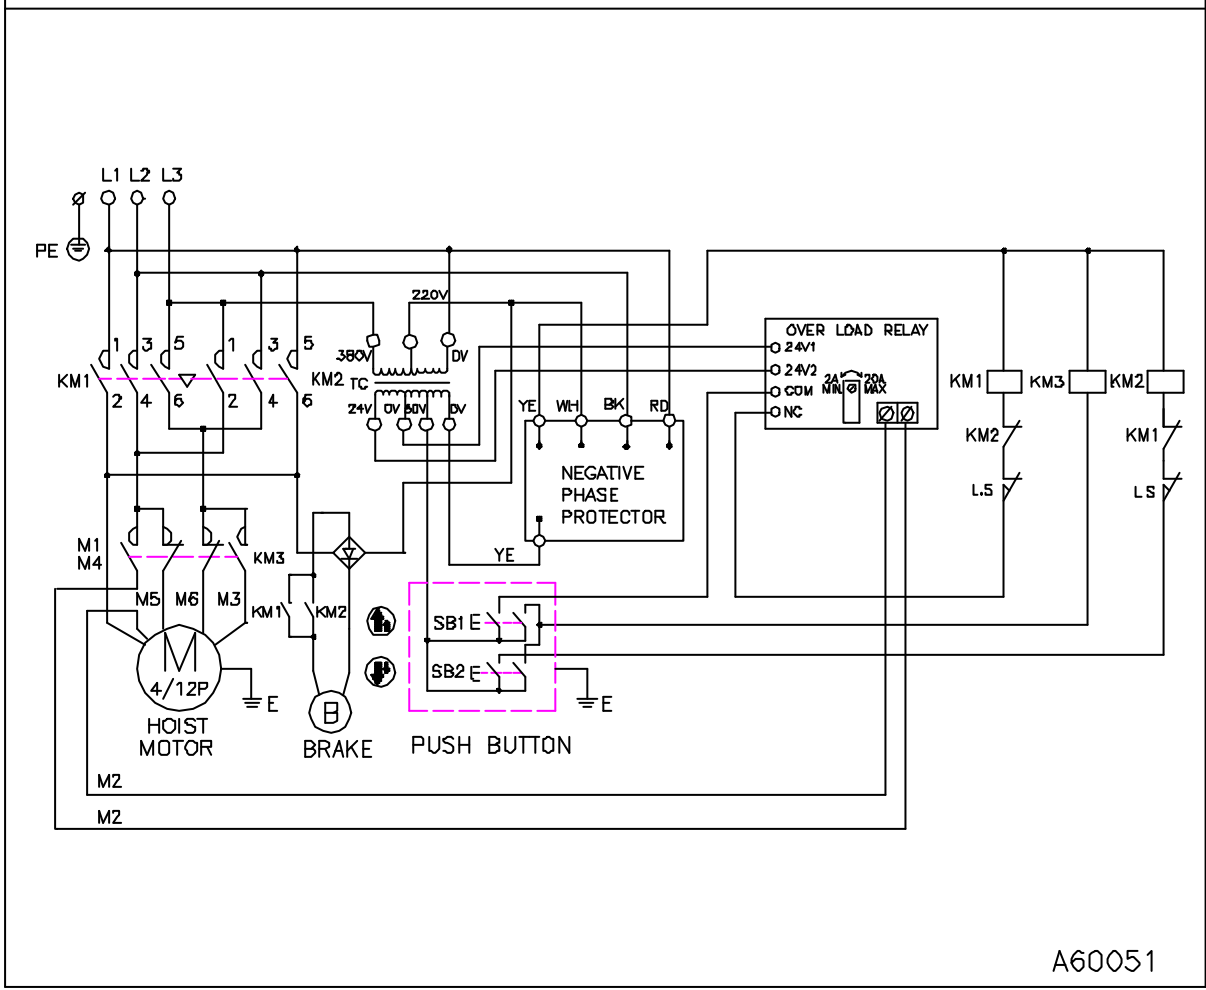 L1 L2 L3
PE
220V
1 3 5 1 3 5
OVER LOAD RELAY
24V1
380V 0V
KM1 KM2 TC
24V2
2A 20A
MIN MAX
KM1 KM3 KM2
COM
2 4 6 2 4 6
24V 0V 60V 0V
YE WH BK RD
NC
KM2 KM1
NEGATIVE
PHASE
PROTECTOR
L.S LS
M1
M4
KM3
YE
M5 M6 M3
KM1 KM2
SB1 E
SB2 E
M
4/12P
E
B
E
HOIST
MOTOR
BRAKE
PUSH BUTTON
M2
M2
A60051